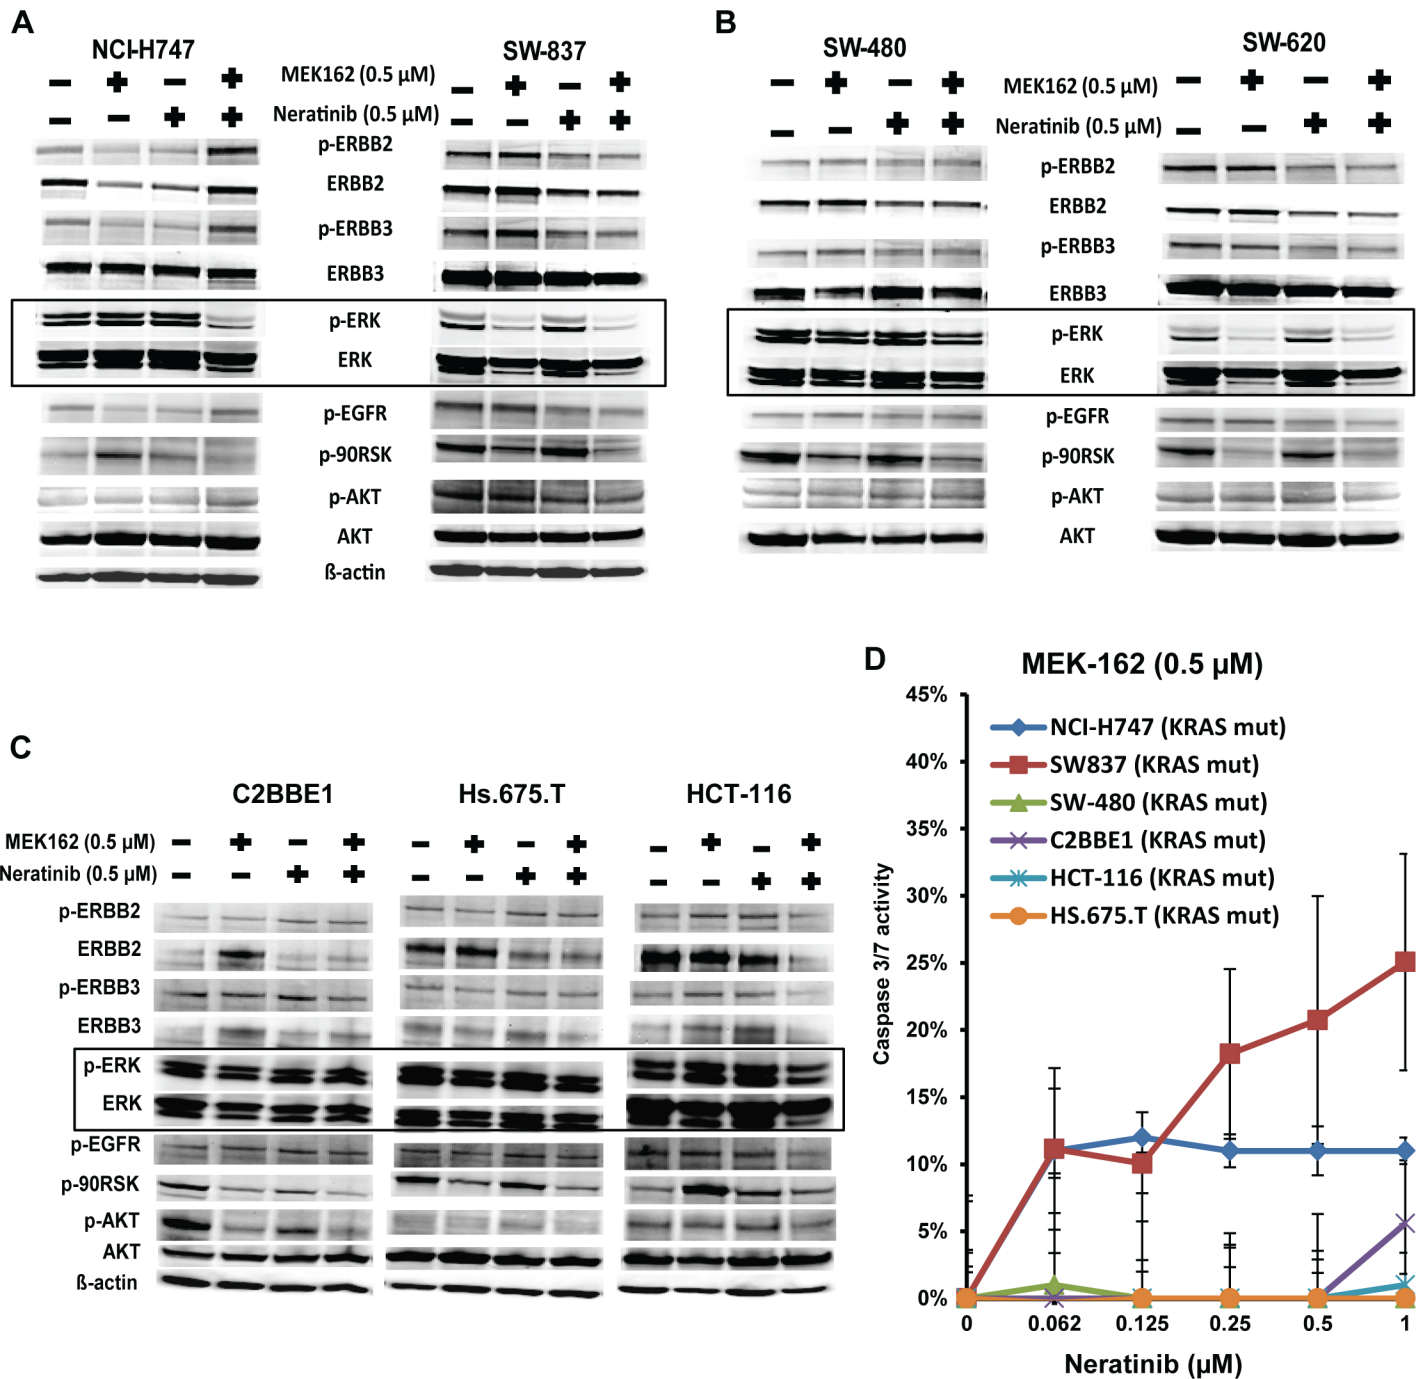 A
NCI-H747
SW-837
MEK162 (0.5 µM)
Neratinib (0.5 µM)
p-ERBB2
ERBB2
p-ERBB3
ERBB3
p-ERK
ERK
p-EGFR
p-90RSK
p-AKT
AKT
ß-actin
B
SW-480
SW-620
MEK162 (0.5 µM)
Neratinib (0.5 µM)
p-ERBB2
ERBB2
p-ERBB3
ERBB3
p-ERK
ERK
p-EGFR
p-90RSK
p-AKT
AKT
C
C2BBE1
Hs.675.T
HCT-116
MEK162 (0.5 µM)
Neratinib (0.5 µM)
p-ERBB2
ERBB2
p-ERBB3
ERBB3
p-ERK
ERK
p-EGFR
p-90RSK
p-AKT
AKT
ß-actin
D
MEK-162 (0.5 µM)
NCI-H747 (KRAS mut)
SW837 (KRAS mut)
SW-480 (KRAS mut)
C2BBE1 (KRAS mut)
HCT-116 (KRAS mut)
HS.675.T (KRAS mut)
Caspase 3/7 activity
45%
40%
35%
30%
25%
20%
15%
10%
5%
0%
0 0.062 0.125 0.25 0.5 1
Neratinib (µM)